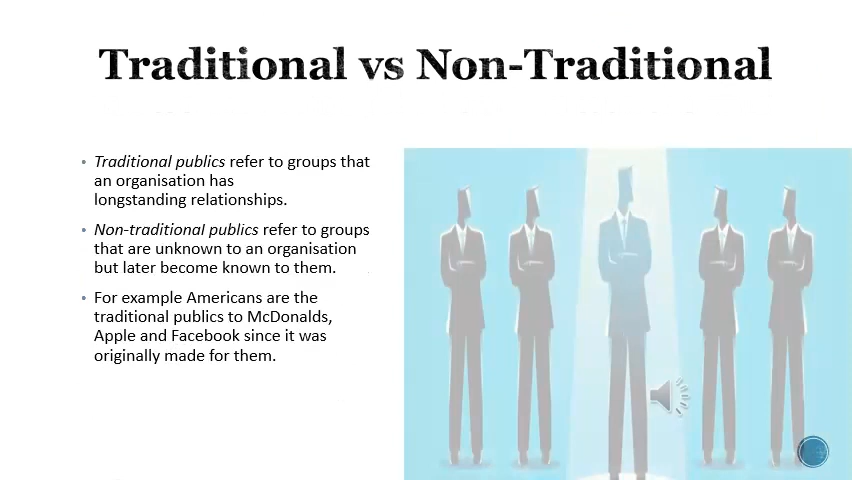 Traditional vs Non-Traditional
• Traditional publics refer to groups that
an organisation has
longstanding relationships.
• Non-traditional publics refer to groups
that are unknown to an organisation
but later become known to them.
• For example Americans are the
traditional publics to McDonalds,
Apple and Facebook since it was
originally made for them.